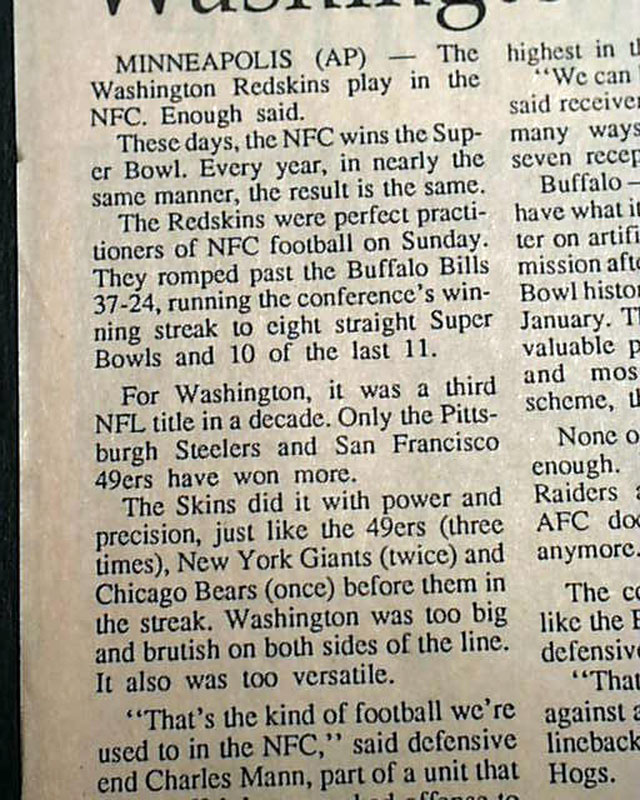 Washingt
MINNEAPOLIS (AP) — The
Washington Redskins play in the
NFC. Enough said.
These days, the NFC wins the Sup-
er Bowl. Every year, in nearly the
same manner, the result is the same.
The Redskins were perfect practi-
tioners of NFC football on Sunday.
They romped past the Buffalo Bills
37-24, running the conference's win-
ning streak to eight straight Super
Bowls and 10 of the last 11.
For Washington, it was a third
NFL title in a decade. Only the Pitts-
burgh Steelers and San Francisco
49ers have won more.
The Skins did it with power and
precision, just like the 49ers (three
times), New York Giants (twice) and
Chicago Bears (once) before them in
the streak. Washington was too big
and brutish on both sides of the line.
It also was too versatile.
“That's the kind of football we're
used to in the NFC,” said defensive
end Charles Mann, part of a unit that
had offense to
highest in t
“We can
said receive
many ways
seven recep
Buffalo —
have what i
ter on artifi
mission afte
Bowl histor
January. T
valuable p
and mos
scheme, t
None o
enough.
Raiders
AFC do
anymore.
The co
like the
defensive
“That
against a
lineback
Hogs.